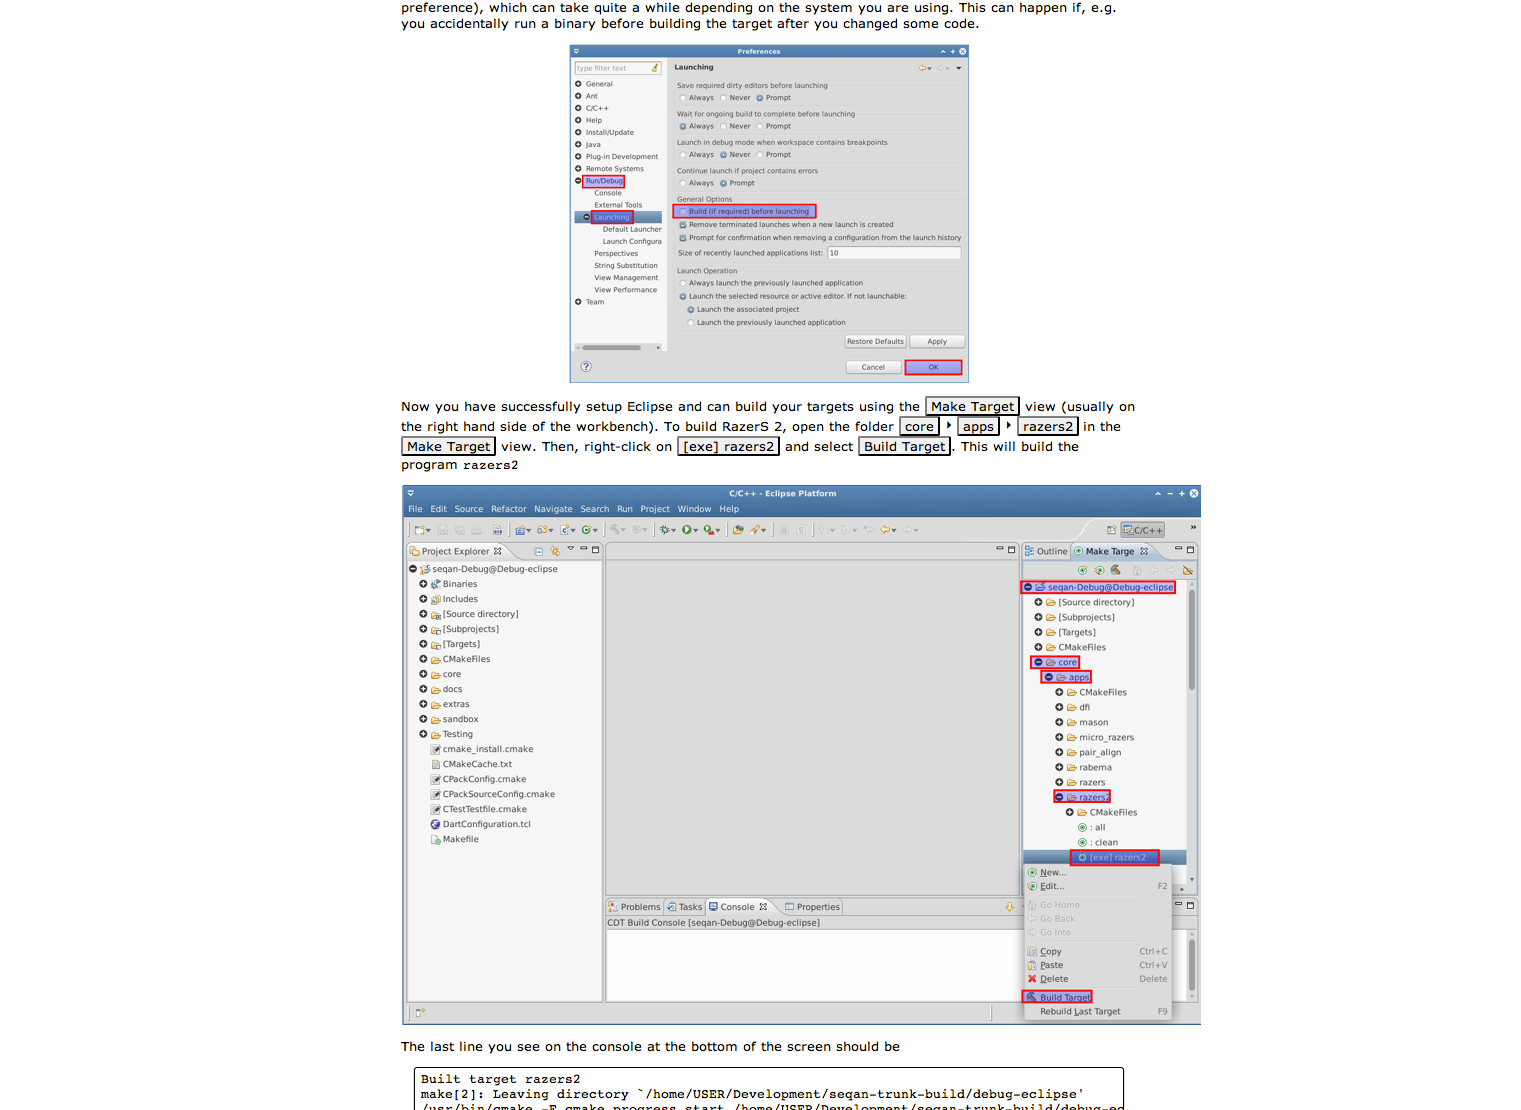 preference), which can take quite a while depending on the system you are using. This can happen if, e.g.
you accidentally run a binary before building the target after you changed some code.
Preferences
type filter text
Launching
General
Ant
C/C++
Help
Install/Update
Java
Plug-in Development
Remote Systems
Run/Debug
Console
External Tools
Launching
Default Launcher
Launch Configura
Perspectives
String Substitution
View Management
View Performance
Team
Save required dirty editors before launching
Always Never Prompt
Wait for ongoing build to complete before launching
Always Never Prompt
Launch in debug mode when workspace contains breakpoints
Always Never Prompt
Continue launch if project contains errors
Always Prompt
General Options
Build (if required) before launching
Remove terminated launches when a new launch is created
Prompt for confirmation when removing a configuration from the launch history
Size of recently launched applications list: 10
Launch Operation
Always launch the previously launched application
Launch the selected resource or active editor. If not launchable:
Launch the associated project
Launch the previously launched application
Restore Defaults Apply
Cancel OK
Now you have successfully setup Eclipse and can build your targets using the Make Target view (usually on
the right hand side of the workbench). To build RazerS 2, open the folder core apps razers2 in the
Make Target view. Then, right-click on [exe] razers2 and select Build Target. This will build the
program razers2
C/C++ - Eclipse Platform
File Edit Source Refactor Navigate Search Run Project Window Help
C/C++
Project Explorer
seqan-Debug@Debug-eclipse
Binaries
Includes
[Source directory]
[Subprojects]
[Targets]
CMakeFiles
core
docs
extras
sandbox
Testing
cmake_install.cmake
CMakeCache.txt
CPackConfig.cmake
CPackSourceConfig.cmake
CTestTestfile.cmake
DartConfiguration.tcl
Makefile
Outline Make Targe
seqan-Debug@Debug-eclipse
[Source directory]
[Subprojects]
[Targets]
CMakeFiles
core
apps
CMakeFiles
dfi
mason
micro_razers
pair_align
rabema
razers
razers2
CMakeFiles
: all
: clean
[exe] razers2
New...
Edit... F2
Go Home
Go Back
Go Into
Copy Ctrl+C
Paste Ctrl+V
Delete Delete
Build Target
Rebuild Last Target F9
Problems Tasks Console Properties
CDT Build Console [seqan-Debug@Debug-eclipse]
The last line you see on the console at the bottom of the screen should be
Built target razers2
make[2]: Leaving directory `/home/USER/Development/seqan-trunk-build/debug-eclipse'
/usr/bin/cmake -E cmake_progress_start /home/USER/Development/seqan-trunk-build/debug-ec